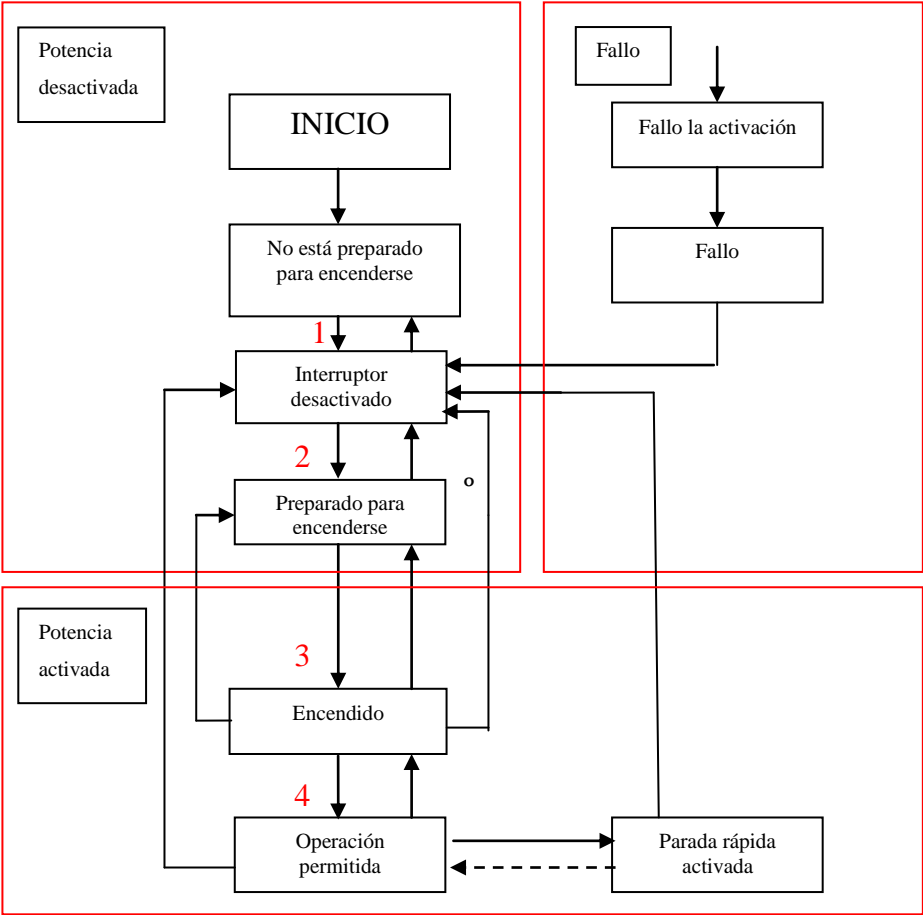 Potencia
desactivada
INICIO
No está preparado
para encenderse
1
Interruptor
desactivado
2
o
Preparado para
encenderse
Fallo
Fallo la activación
Fallo
Potencia
activada
3
Encendido
4
Operación
permitida
Parada rápida
activada